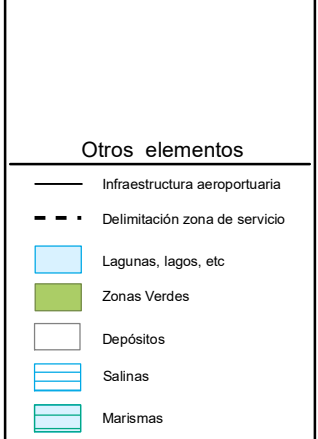 Otros elementos
Infraestructura aeroportuaria
Delimitación zona de servicio
Lagunas, lagos, etc
Zonas Verdes
Depósitos
Salinas
Marismas